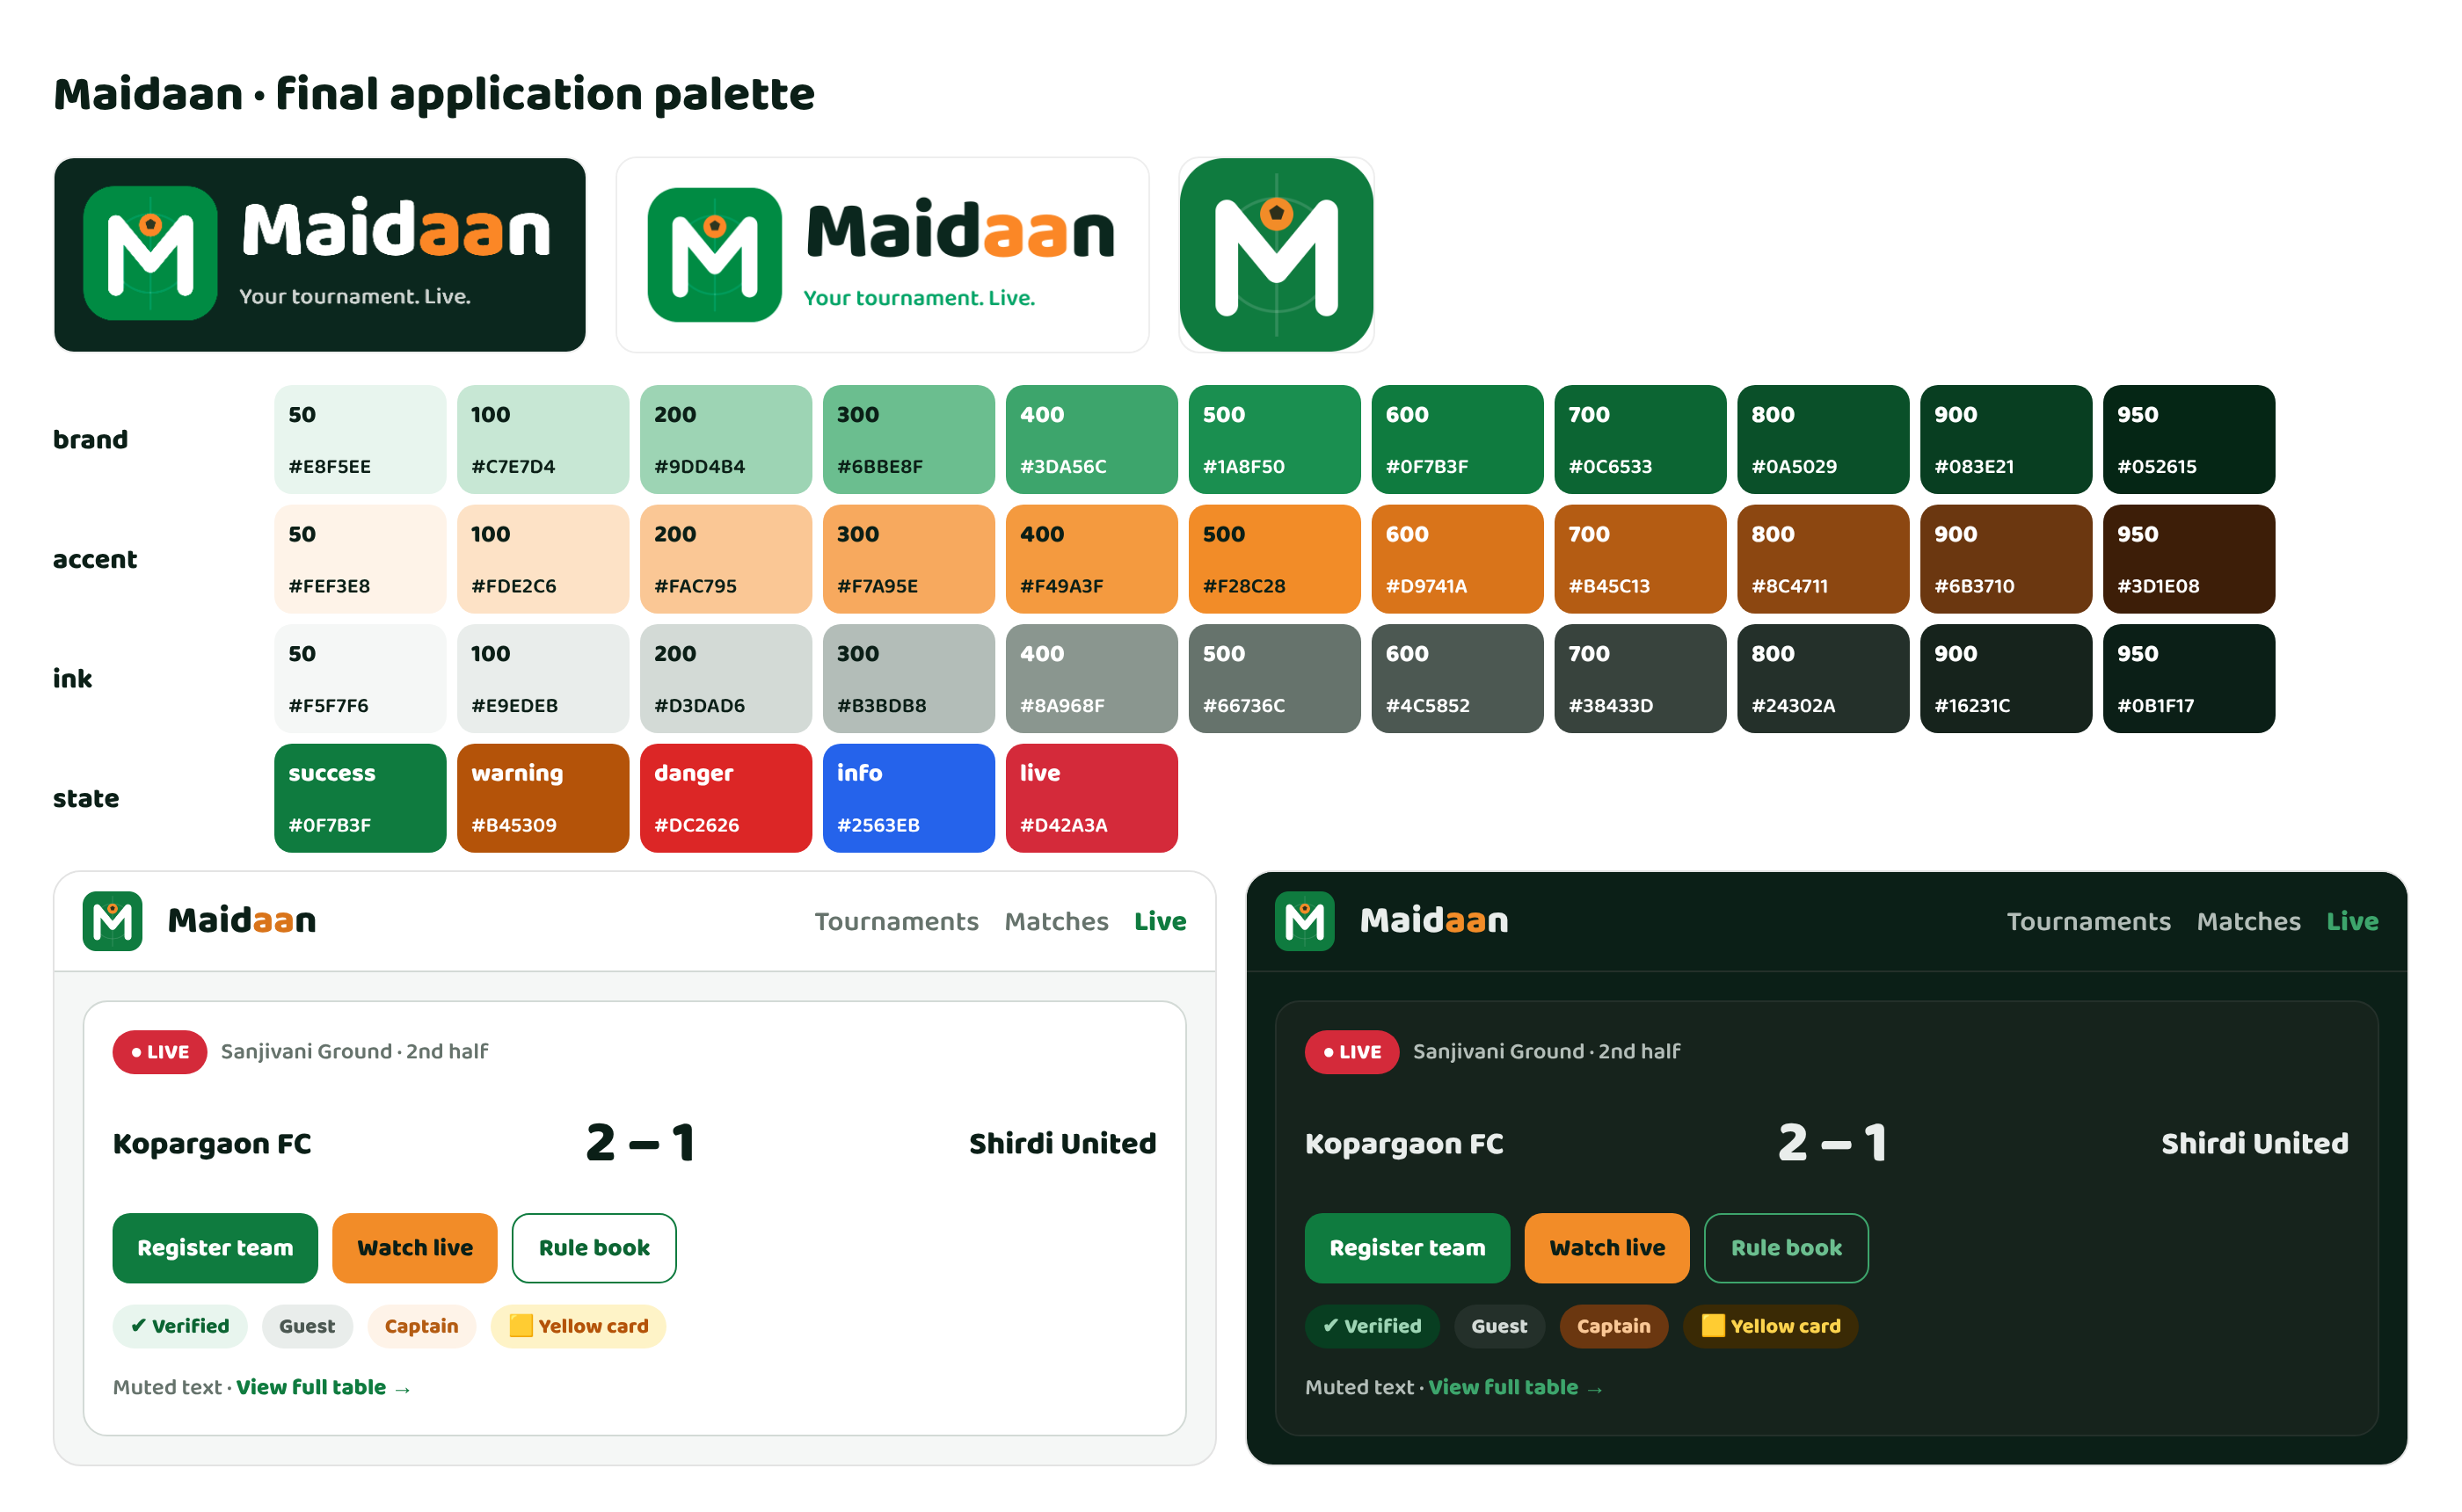 Maidaan · final application palette
Maidaan
Your tournament. Live.
Maidaan
Your tournament. Live.
brand
50 100 200 300 400 500 600 700 800 900 950
#E8F5EE #C7E7D4 #9DD4B4 #6BBE8F #3DA56C #1A8F50 #0F7B3F #0C6533 #0A5029 #083E21 #052615
accent
50 100 200 300 400 500 600 700 800 900 950
#FEF3E8 #FDE2C6 #FAC795 #F7A95E #F49A3F #F28C28 #D9741A #B45C13 #8C4711 #6B3710 #3D1E08
ink
50 100 200 300 400 500 600 700 800 900 950
#F5F7F6 #E9EDEB #D3DAD6 #B3BDB8 #8A968F #66736C #4C5852 #38433D #24302A #16231C #0B1F17
state
success warning danger info live
#0F7B3F #B45309 #DC2626 #2563EB #D42A3A
Maidaan Tournaments Matches Live
LIVE Sanjivani Ground · 2nd half
Kopargaon FC 2 – 1 Shirdi United
Register team Watch live Rule book
✔ Verified Guest Captain 🟨 Yellow card
Muted text · View full table →
Maidaan Tournaments Matches Live
LIVE Sanjivani Ground · 2nd half
Kopargaon FC 2 – 1 Shirdi United
Register team Watch live Rule book
✔ Verified Guest Captain 🟨 Yellow card
Muted text · View full table →